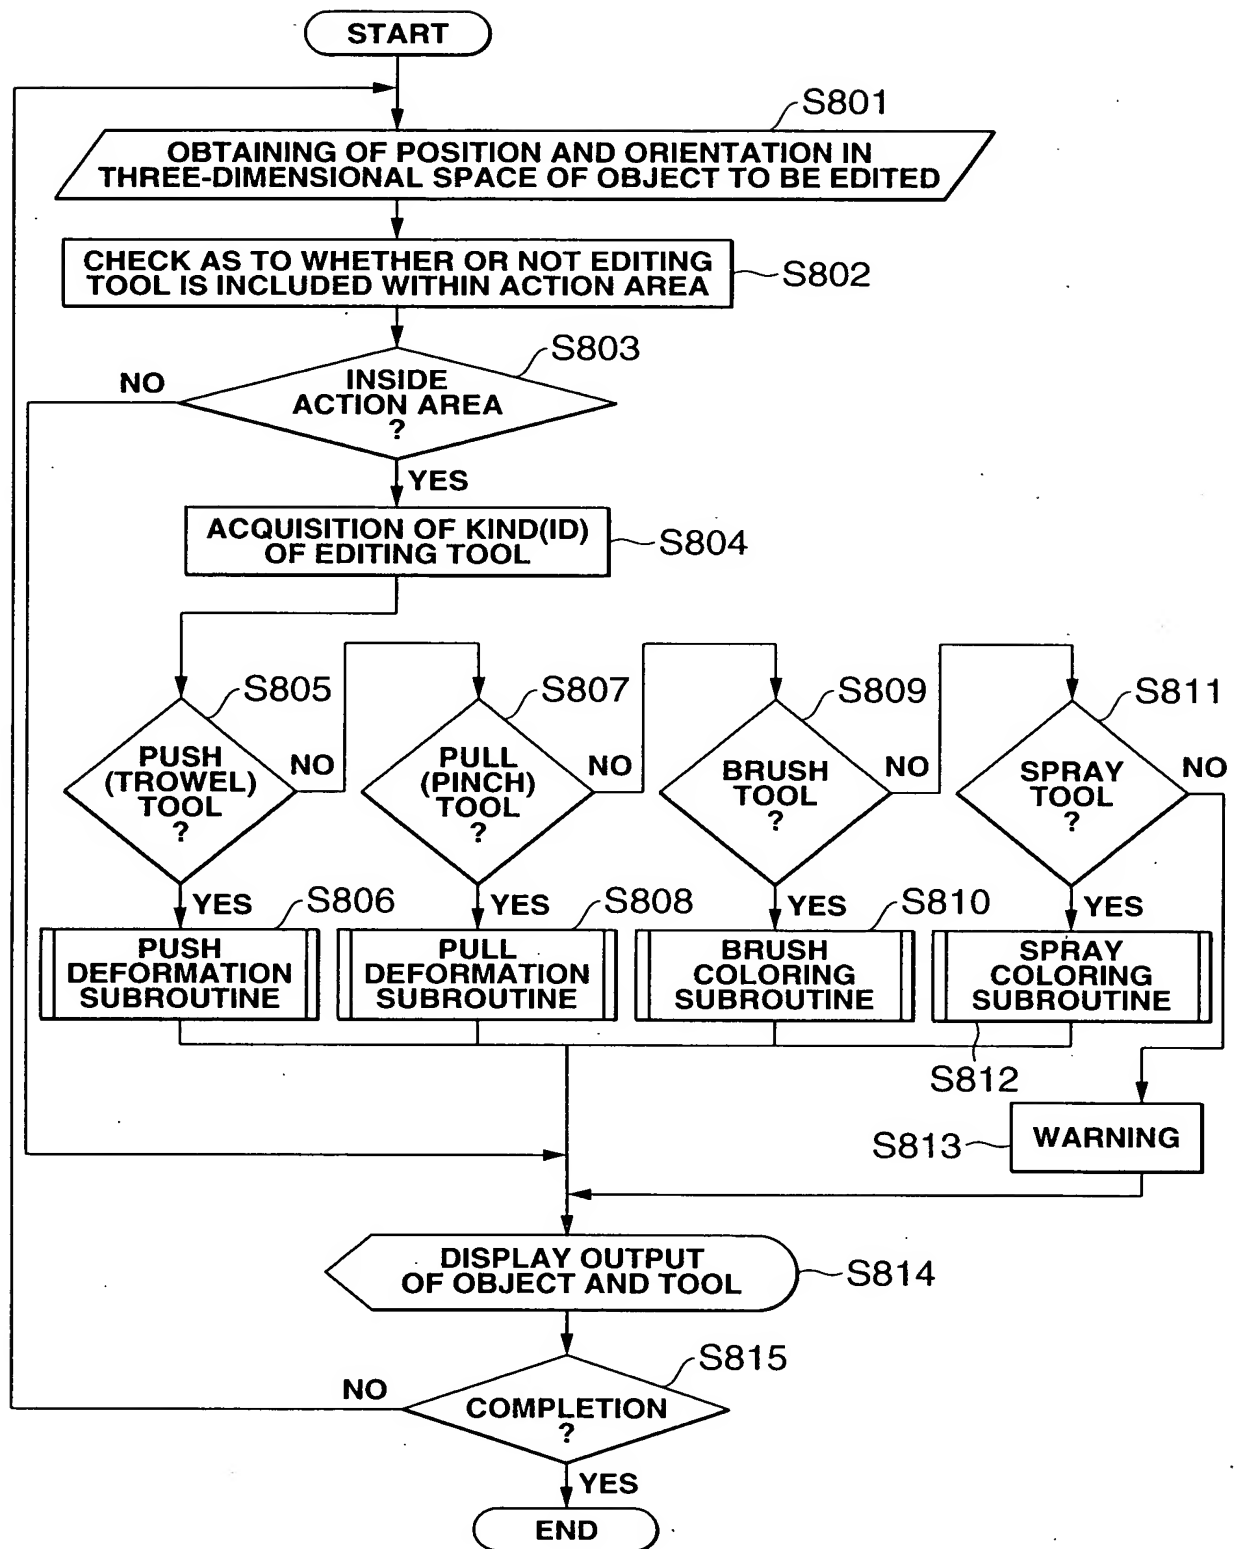 START
S801
OBTAINING OF POSITION AND ORIENTATION IN
THREE-DIMENSIONAL SPACE OF OBJECT TO BE EDITED
CHECK AS TO WHETHER OR NOT EDITING
TOOL IS INCLUDED WITHIN ACTION AREA
S802
S803
NO
INSIDE
ACTION AREA
?
YES
ACQUISITION OF KIND(ID)
OF EDITING TOOL
S804
S805
PUSH
(TROWEL)
TOOL
?
NO
YES
S806
PUSH
DEFORMATION
SUBROUTINE
S807
PULL
(PINCH)
TOOL
?
NO
YES
S808
PULL
DEFORMATION
SUBROUTINE
S809
BRUSH
TOOL
?
NO
YES
S810
BRUSH
COLORING
SUBROUTINE
S811
SPRAY
TOOL
?
NO
YES
SPRAY
COLORING
SUBROUTINE
S812
S813
WARNING
DISPLAY OUTPUT
OF OBJECT AND TOOL
S814
S815
NO
COMPLETION
?
YES
END